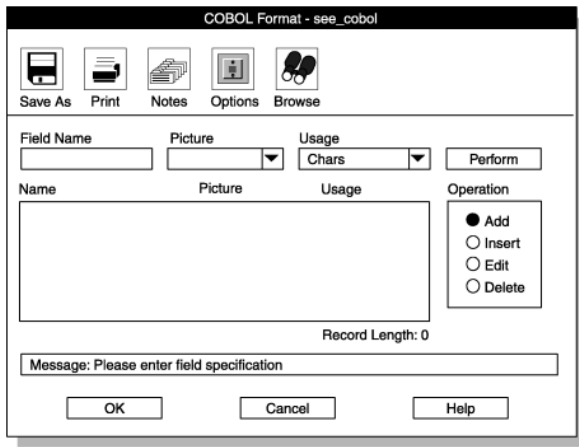 COBOL Format - see_cobol
Save As Print Notes Options Browse
Field Name Picture Usage
Chars Perform
Name Picture Usage Operation
Add
Insert
Edit
Delete
Record Length: 0
Message: Please enter field specification
OK Cancel Help